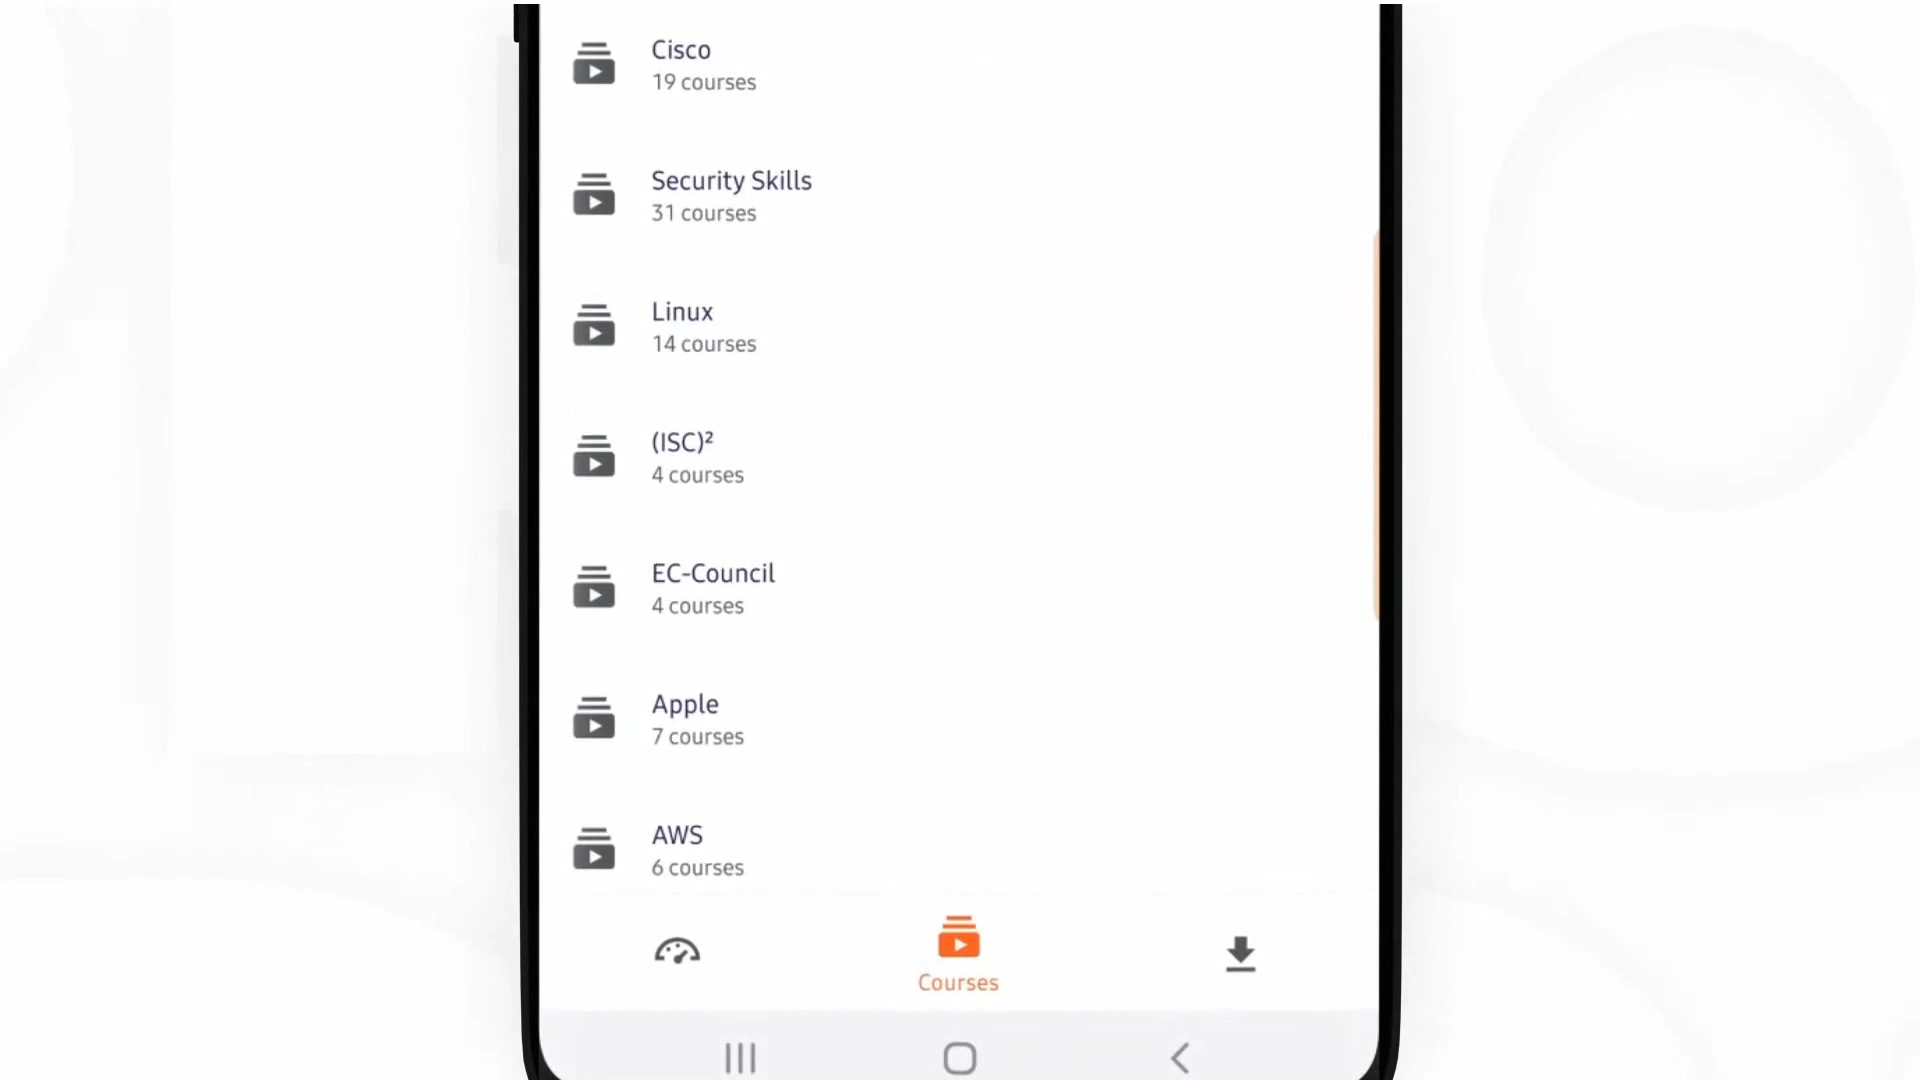 Cisco
19 courses
Security Skills
31 courses
Linux
14 courses
(ISC)²
4 courses
EC-Council
4 courses
Apple
7 courses
AWS
6 courses
Courses